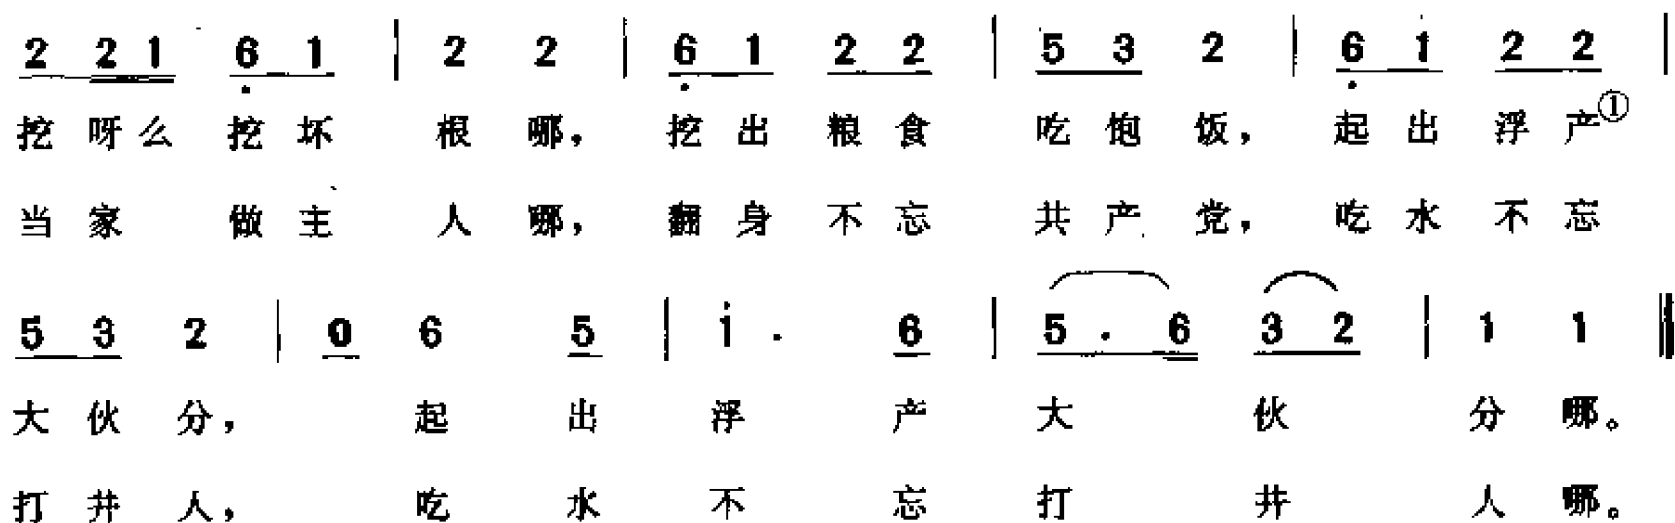 2 2 1 6 1 | 2 2 | 6 1 2 2 | 5 3 2 | 6 1 2 2 |
挖呀么挖坏根哪，挖出粮食吃饱饭，起出浮产①
当家做主人哪，翻身不忘共产党，吃水不忘
5 3 2 | 0 6 5 | i . 6 | 5 . 6 3 2 | 1 1 ‖
大伙分，起出浮产大伙分哪。
打井人，吃水不忘打井人哪。